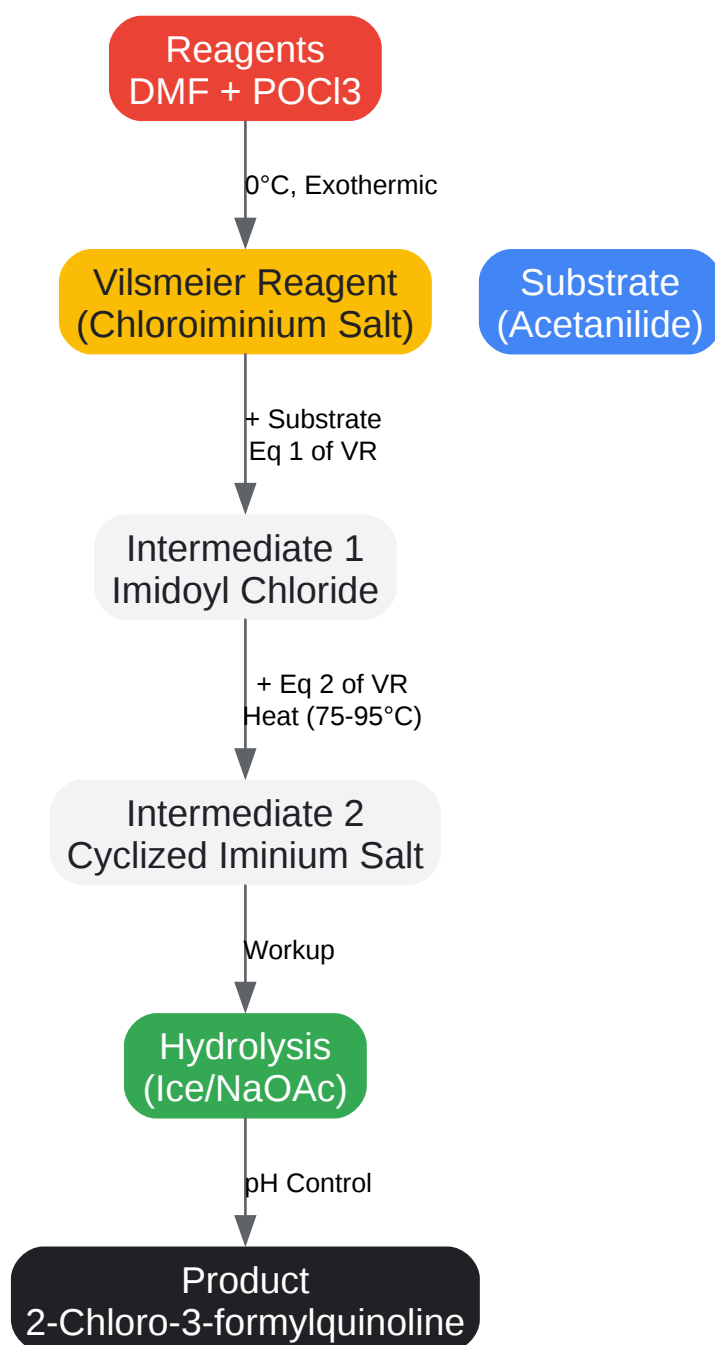 Reagents
DMF + POCl3
0°C, Exothermic
Vilsmeier Reagent
(Chloroiminium Salt)
Substrate
(Acetanilide)
+ Substrate
Eq 1 of VR
Intermediate 1
Imidoyl Chloride
+ Eq 2 of VR
Heat (75-95°C)
Intermediate 2
Cyclized Iminium Salt
Workup
Hydrolysis
(Ice/NaOAc)
pH Control
Product
2-Chloro-3-formylquinoline